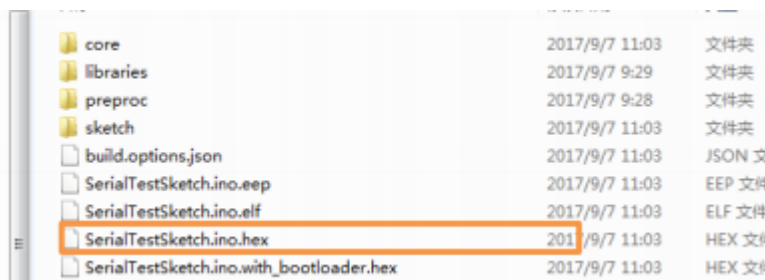 core 2017/9/7 11:03 文件夹
libraries 2017/9/7 9:29 文件夹
preproc 2017/9/7 9:28 文件夹
sketch 2017/9/7 11:03 文件夹
build.options.json 2017/9/7 11:03 JSON 文
SerialTestSketch.ino.eep 2017/9/7 11:03 EEP 文件
SerialTestSketch.ino.elf 2017/9/7 11:03 ELF 文件
SerialTestSketch.ino.hex 2017/9/7 11:03 HEX 文件
SerialTestSketch.ino.with_bootloader.hex 2017/9/7 11:03 HEX 文件